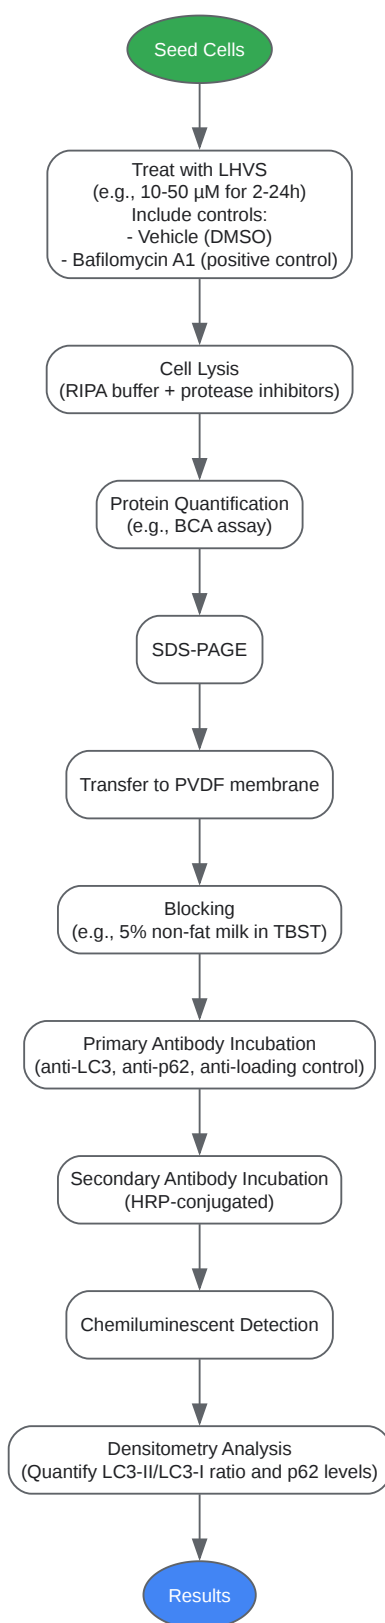 Seed Cells
Treat with LHVS
(e.g., 10-50 µM for 2-24h)
Include controls:
- Vehicle (DMSO)
- Bafilomycin A1 (positive control)
Cell Lysis
(RIPA buffer + protease inhibitors)
Protein Quantification
(e.g., BCA assay)
SDS-PAGE
Transfer to PVDF membrane
Blocking
(e.g., 5% non-fat milk in TBST)
Primary Antibody Incubation
(anti-LC3, anti-p62, anti-loading control)
Secondary Antibody Incubation
(HRP-conjugated)
Chemiluminescent Detection
Densitometry Analysis
(Quantify LC3-II/LC3-I ratio and p62 levels)
Results